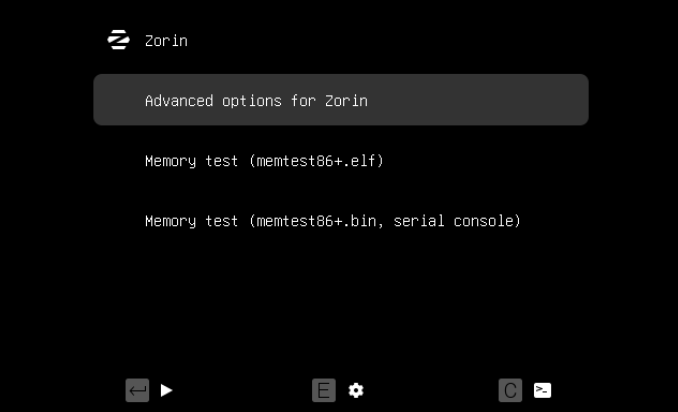 Zorin
Advanced options for Zorin
Memory test (memtest86+.elf)
Memory test (memtest86+.bin, serial console)
E
C